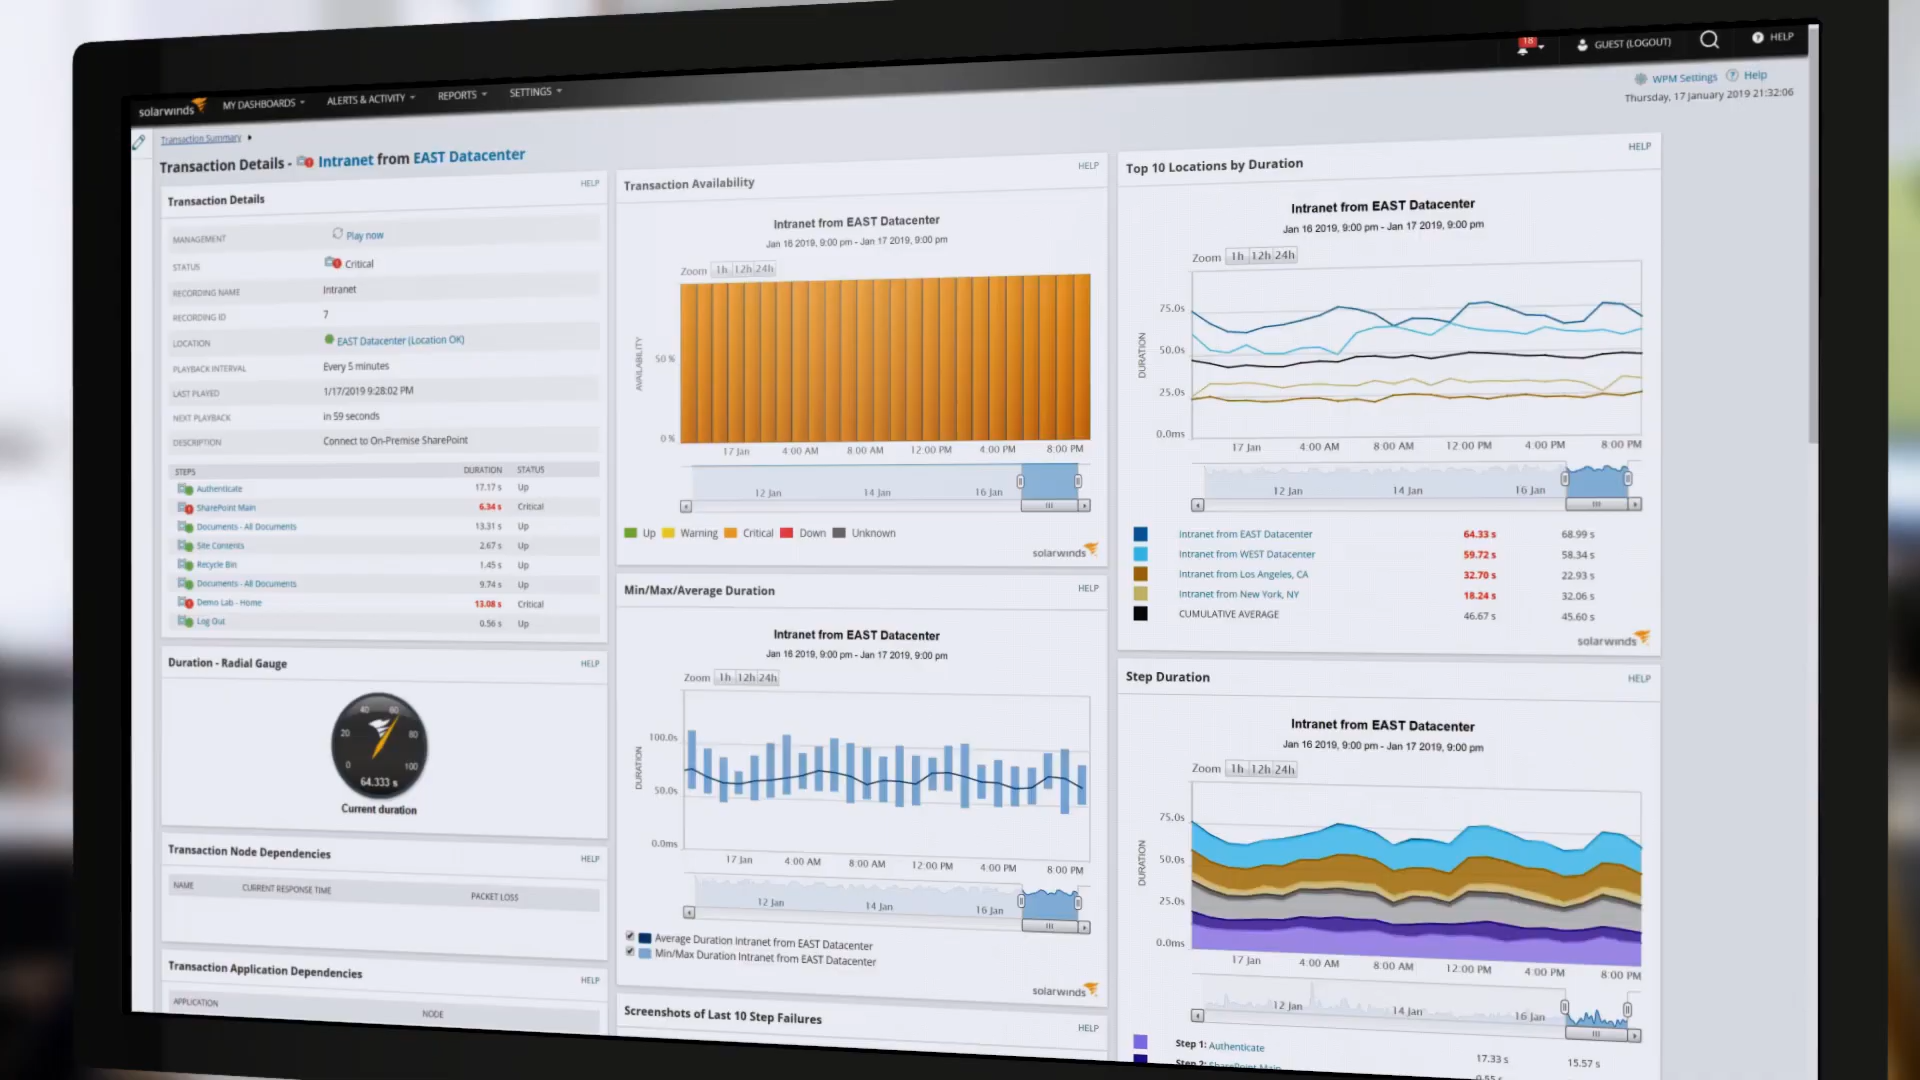 solarwinds MY DASHBOARDS ALERTS & ACTIVITY REPORTS SETTINGS 18 GUEST (LOGOUT) HELP
WPM Settings Help
Thursday, 17 January 2019 21:32:06
Transaction Summary
Transaction Details - Intranet from EAST Datacenter
Transaction Details HELP
MANAGEMENT Play now
STATUS Critical
RECORDING NAME Intranet
RECORDING ID 7
LOCATION EAST Datacenter (Location OK)
PLAYBACK INTERVAL Every 5 minutes
LAST PLAYED 1/17/2019 9:28:02 PM
NEXT PLAYBACK in 59 seconds
DESCRIPTION Connect to On-Premise SharePoint
STEPS DURATION STATUS
Authenticate 17.17 s Up
SharePoint Main 6.34 s Critical
Documents - All Documents 13.31 s Up
Site Contents 2.67 s Up
Recycle Bin 1.45 s Up
Documents - All Documents 9.74 s Up
Demo Lab - Home 13.08 s Critical
Log Out 0.56 s Up
Duration - Radial Gauge HELP
0 20 40 60 80 100
64.333 s
Current duration
Transaction Node Dependencies HELP
NAME CURRENT RESPONSE TIME PACKET LOSS
Transaction Application Dependencies HELP
APPLICATION NODE
Transaction Availability HELP
Intranet from EAST Datacenter
Jan 16 2019, 9:00 pm - Jan 17 2019, 9:00 pm
Zoom 1h 12h 24h
AVAILABILITY
50 %
0 %
17 Jan 4:00 AM 8:00 AM 12:00 PM 4:00 PM 8:00 PM
12 Jan 14 Jan 16 Jan
Up Warning Critical Down Unknown
solarwinds
Min/Max/Average Duration HELP
Intranet from EAST Datacenter
Jan 16 2019, 9:00 pm - Jan 17 2019, 9:00 pm
Zoom 1h 12h 24h
DURATION
100.0s
50.0s
0.0ms
17 Jan 4:00 AM 8:00 AM 12:00 PM 4:00 PM 8:00 PM
12 Jan 14 Jan 16 Jan
Average Duration Intranet from EAST Datacenter
Min/Max Duration Intranet from EAST Datacenter
solarwinds
Screenshots of Last 10 Step Failures HELP
Top 10 Locations by Duration HELP
Intranet from EAST Datacenter
Jan 16 2019, 9:00 pm - Jan 17 2019, 9:00 pm
Zoom 1h 12h 24h
DURATION
75.0s
50.0s
25.0s
0.0ms
17 Jan 4:00 AM 8:00 AM 12:00 PM 4:00 PM 8:00 PM
12 Jan 14 Jan 16 Jan
Intranet from EAST Datacenter 64.33 s 68.99 s
Intranet from WEST Datacenter 59.72 s 58.34 s
Intranet from Los Angeles, CA 32.70 s 22.93 s
Intranet from New York, NY 18.24 s 32.06 s
CUMULATIVE AVERAGE 46.67 s 45.60 s
solarwinds
Step Duration HELP
Intranet from EAST Datacenter
Jan 16 2019, 9:00 pm - Jan 17 2019, 9:00 pm
Zoom 1h 12h 24h
DURATION
75.0s
50.0s
25.0s
0.0ms
17 Jan 4:00 AM 8:00 AM 12:00 PM 4:00 PM 8:00 PM
12 Jan 14 Jan 16 Jan
Step 1: Authenticate 17.33 s 15.57 s
Step 2: SharePoint Main